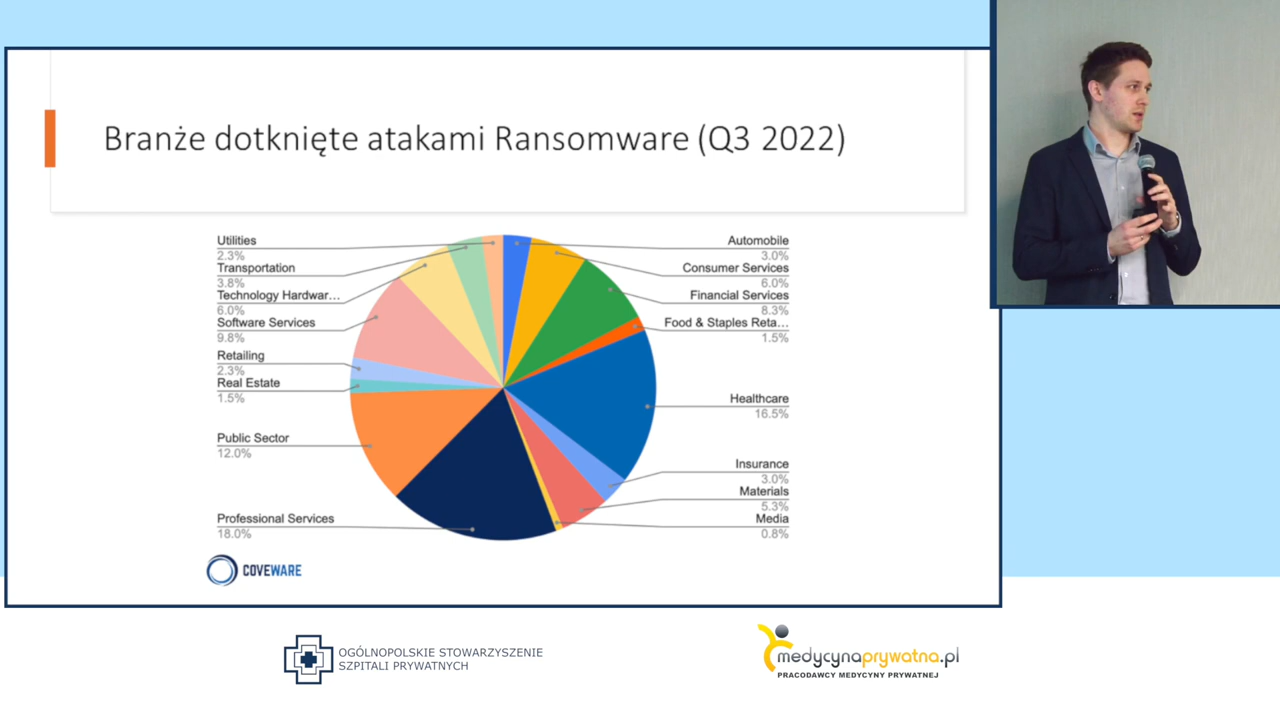 Branże dotknięte atakami Ransomware (Q3 2022)
Utilities
2.3%
Transportation
3.8%
Technology Hardwar...
6.0%
Software Services
9.8%
Retailing
2.3%
Real Estate
1.5%
Public Sector
12.0%
Professional Services
18.0%
Automobile
3.0%
Consumer Services
6.0%
Financial Services
8.3%
Food & Staples Reta...
1.5%
Healthcare
16.5%
Insurance
3.0%
Materials
5.3%
Media
0.8%
COVEWARE
OGÓLNOPOLSKIE STOWARZYSZENIE
SZPITALI PRYWATNYCH
medycynaprywatna.pl
PRACODAWCY MEDYCYNY PRYWATNEJ